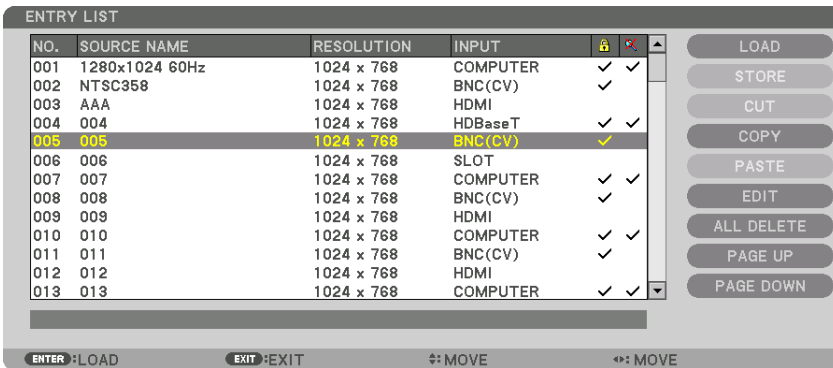 ENTRY LIST
NO. SOURCE NAME RESOLUTION INPUT
001 1280x1024 60Hz 1024 x 768 COMPUTER ✓ ✓
002 NTSC358 1024 x 768 BNC(CV) ✓
003 AAA 1024 x 768 HDMI
004 004 1024 x 768 HDBaseT ✓ ✓
005 005 1024 x 768 BNC(CV) ✓
006 006 1024 x 768 SLOT
007 007 1024 x 768 COMPUTER ✓ ✓
008 008 1024 x 768 BNC(CV) ✓
009 009 1024 x 768 HDMI
010 010 1024 x 768 COMPUTER ✓ ✓
011 011 1024 x 768 BNC(CV) ✓
012 012 1024 x 768 HDMI
013 013 1024 x 768 COMPUTER ✓ ✓
LOAD
STORE
CUT
COPY
PASTE
EDIT
ALL DELETE
PAGE UP
PAGE DOWN
ENTER :LOAD EXIT :EXIT :MOVE :MOVE